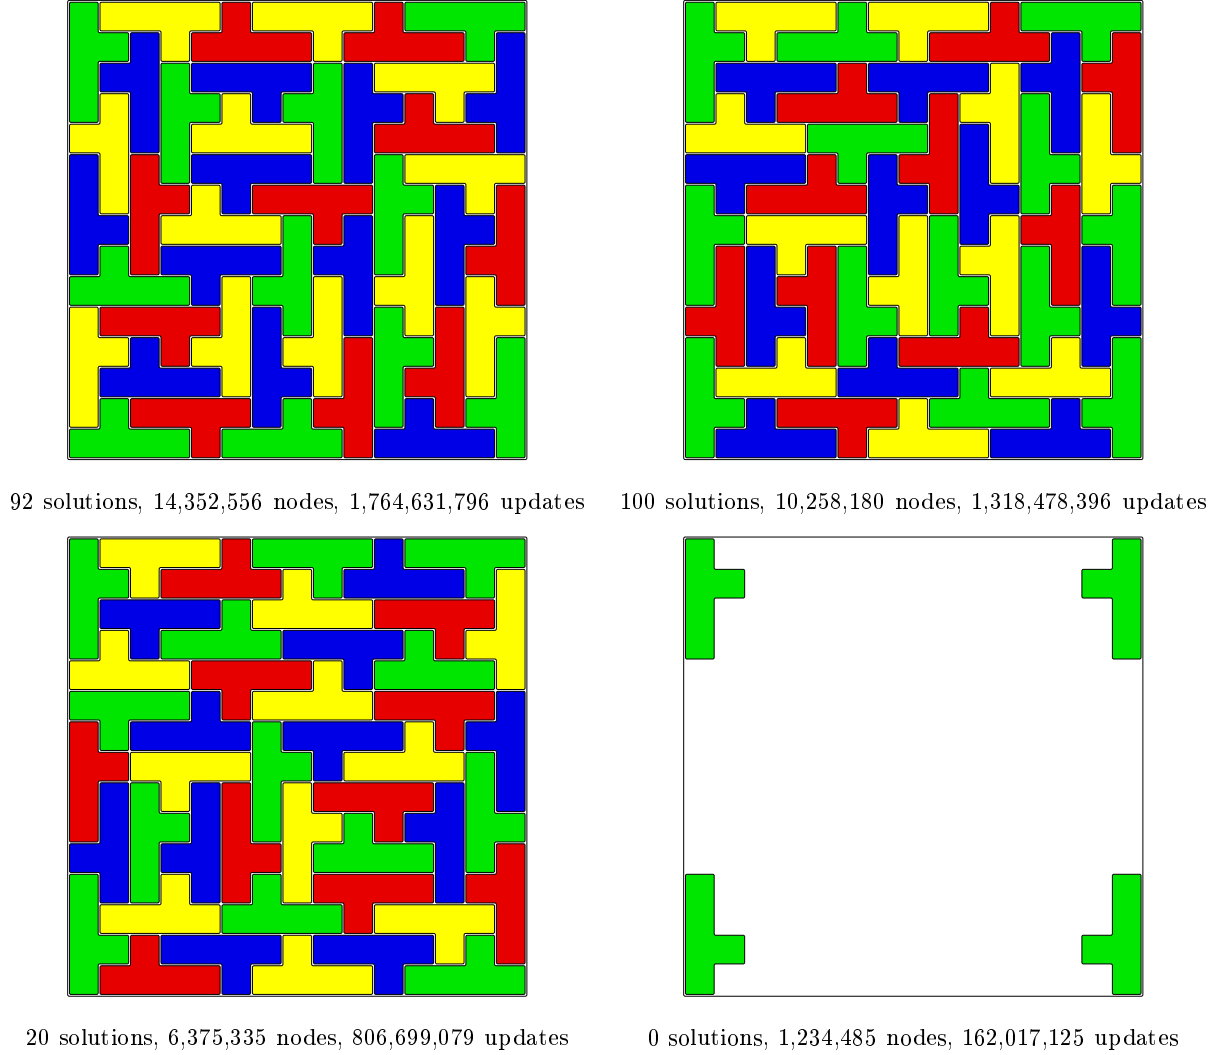 92 solutions, 14,352,556 nodes, 1,764,631,796 updates
100 solutions, 10,258,180 nodes, 1,318,478,396 updates
20 solutions, 6,375,335 nodes, 806,699,079 updates
0 solutions, 1,234,485 nodes, 162,017,125 updates